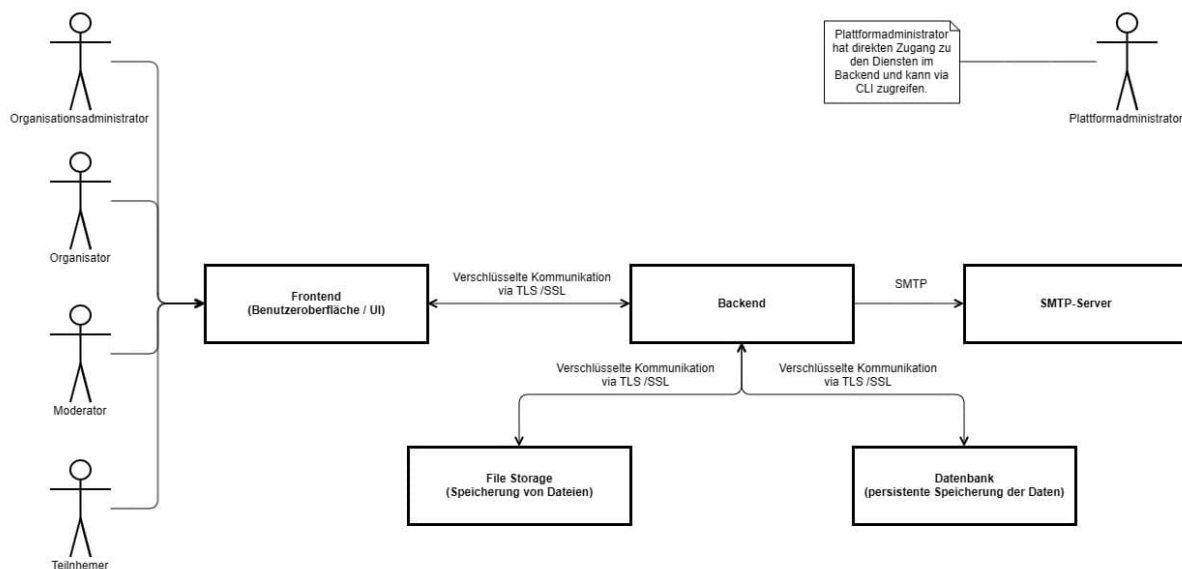 Plattformadministrator
hat direkten Zugang zu
den Diensten im
Backend und kann via
CLI zugreifen.
Organisationsadministrator
Plattformadministrator
Organisator
Frontend
(Benutzeroberfläche / UI)
Verschlüsselte Kommunikation
via TLS /SSL
Backend
SMTP
SMTP-Server
Moderator
Verschlüsselte Kommunikation
via TLS /SSL
Verschlüsselte Kommunikation
via TLS /SSL
File Storage
(Speicherung von Dateien)
Datenbank
(persistente Speicherung der Daten)
Teilnhemer